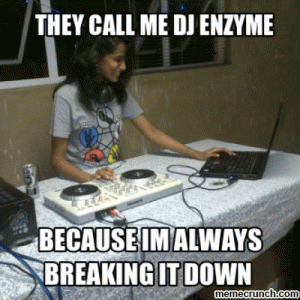 THEY CALL ME DJ ENZYME
BECAUSE IM ALWAYS
BREAKING IT DOWN
memecrunch.com